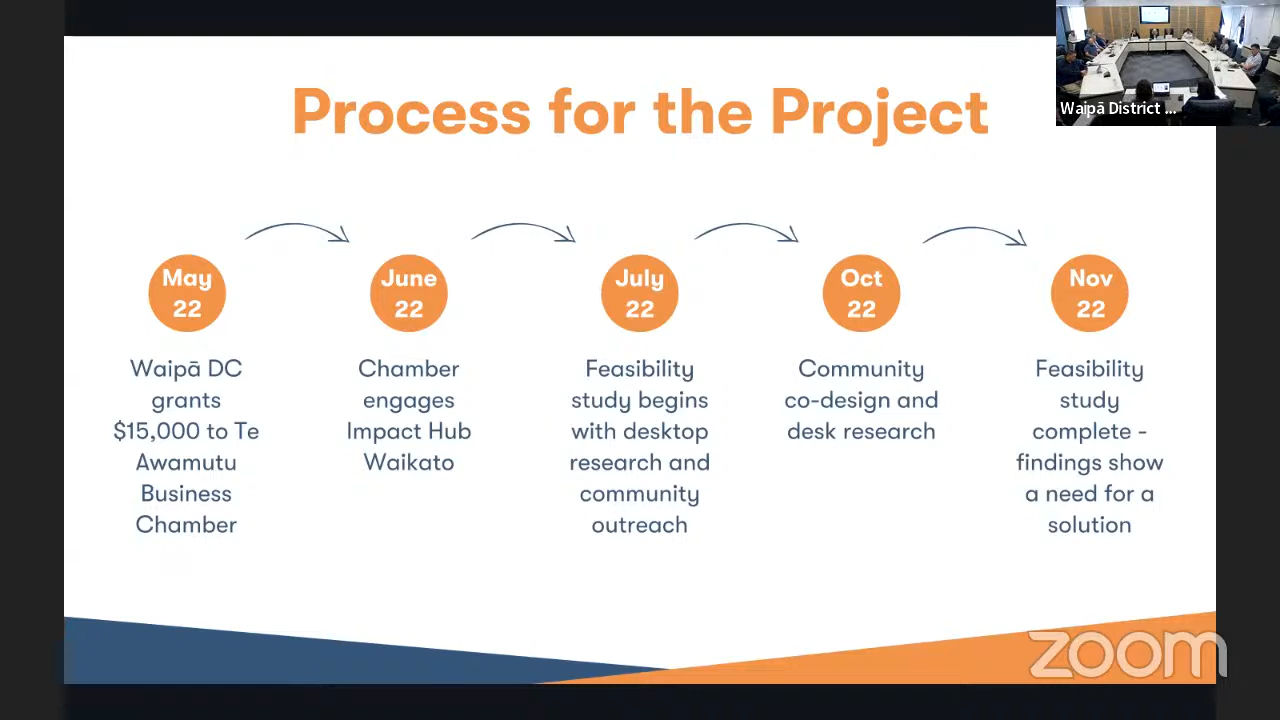 Process for the Project
Waipā District ...
May
22
Waipā DC
grants
$15,000 to Te
Awamutu
Business
Chamber
June
22
Chamber
engages
Impact Hub
Waikato
July
22
Feasibility
study begins
with desktop
research and
community
outreach
Oct
22
Community
co-design and
desk research
Nov
22
Feasibility
study
complete -
findings show
a need for a
solution
zoom